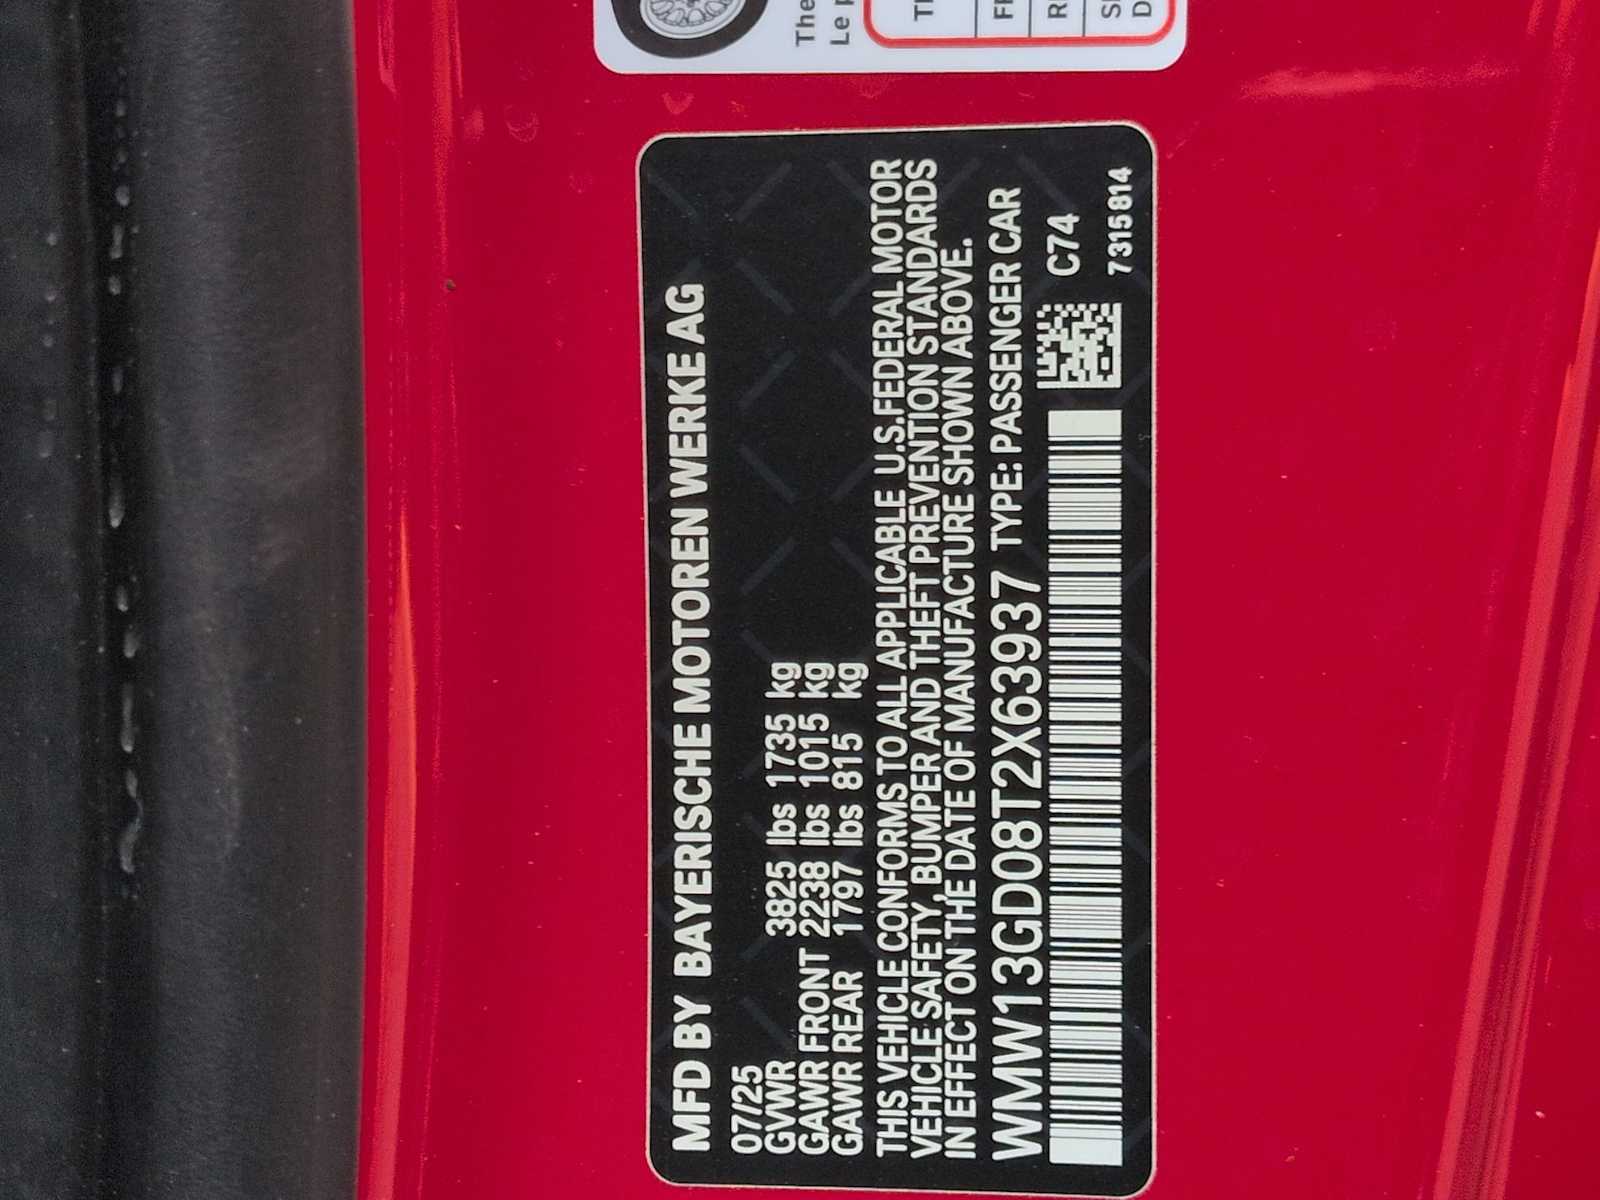 The
Le p
MFD BY BAYERISCHE MOTOREN WERKE AG
07/25
GVWR 3825 lbs 1735 kg
GAWR FRONT 2238 lbs 1015 kg
GAWR REAR 1797 lbs 815 kg
THIS VEHICLE CONFORMS TO ALL APPLICABLE U.S.FEDERAL MOTOR
VEHICLE SAFETY, BUMPER AND THEFT PREVENTION STANDARDS
IN EFFECT ON THE DATE OF MANUFACTURE SHOWN ABOVE.
WMW13GD08T2X63937 TYPE: PASSENGER CAR
C74
7315814